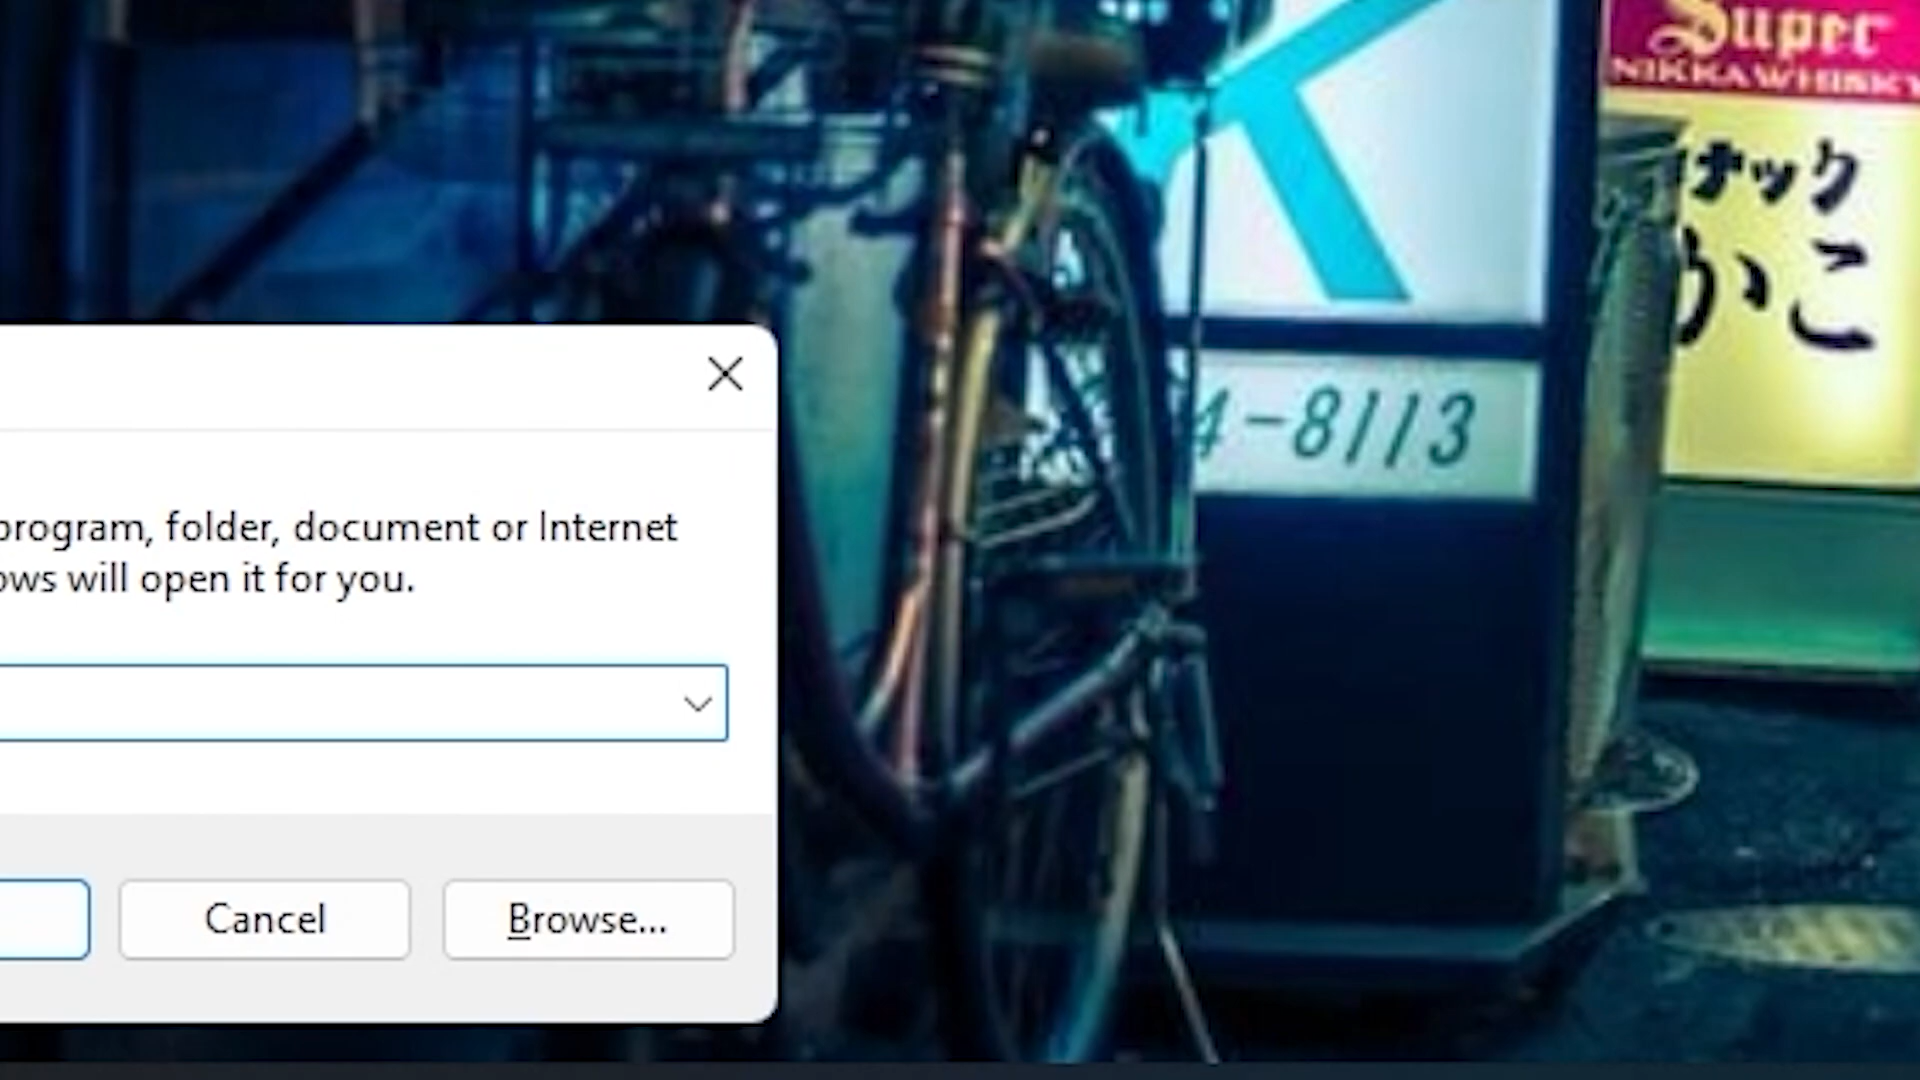 Super
NIKKA WHISKY
ナック
かこ
K
4-8113
program, folder, document or Internet
ows will open it for you.
Cancel
Browse...